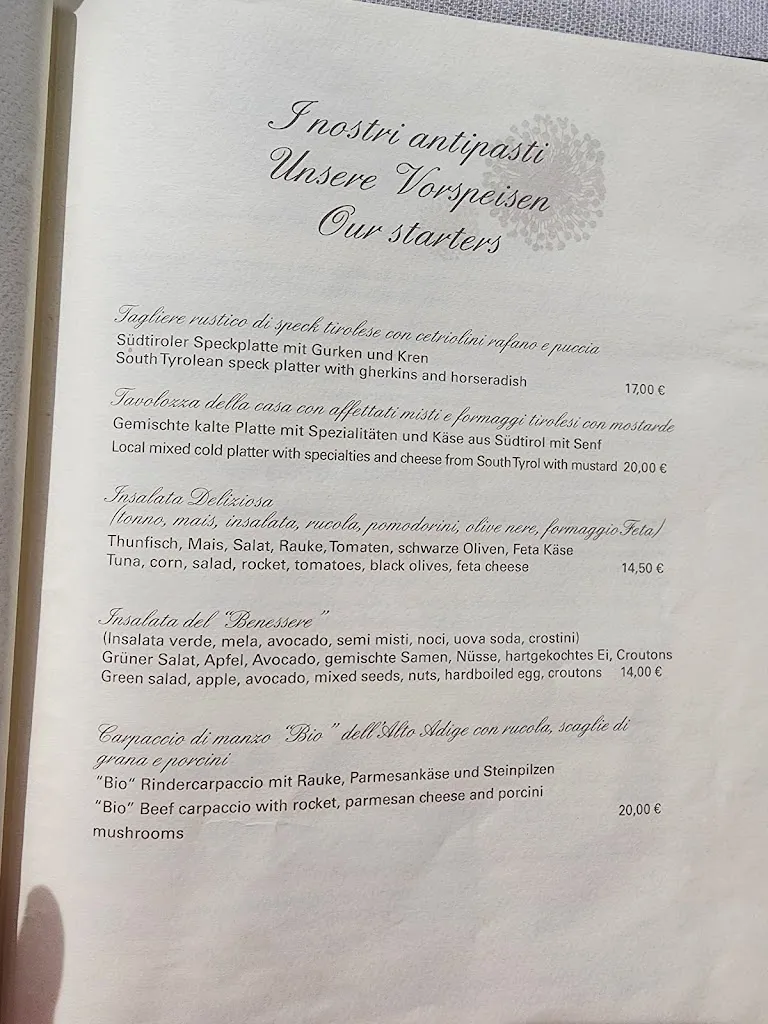 I nostri antipasti
Unsere Vorspeisen
Our starters
Tagliere rustico di speck tirolese con cetriolini rafano e puccia
Südtiroler Speckplatte mit Gurken und Kren
South Tyrolean speck platter with gherkins and horseradish 17,00 €
Tavolozza della casa con affettati misti e formaggi tirolesi con mostarde
Gemischte kalte Platte mit Spezialitäten und Käse aus Südtirol mit Senf
Local mixed cold platter with specialties and cheese from South Tyrol with mustard 20,00 €
Insalata Deliziosa
(tonno, mais, insalata, rucola, pomodorini, olive nere, formaggio Feta)
Thunfisch, Mais, Salat, Rauke, Tomaten, schwarze Oliven, Feta Käse
Tuna, corn, salad, rocket, tomatoes, black olives, feta cheese 14,50 €
Insalata del "Benessere"
(Insalata verde, mela, avocado, semi misti, noci, uova soda, crostini)
Grüner Salat, Apfel, Avocado, gemischte Samen, Nüsse, hartgekochtes Ei, Croutons
Green salad, apple, avocado, mixed seeds, nuts, hardboiled egg, croutons 14,00 €
Carpaccio di manzo "Bio" dell'Alto Adige con rucola, scaglie di
grana e porcini
"Bio" Rindercarpaccio mit Rauke, Parmesankäse und Steinpilzen
"Bio" Beef carpaccio with rocket, parmesan cheese and porcini
mushrooms 20,00 €